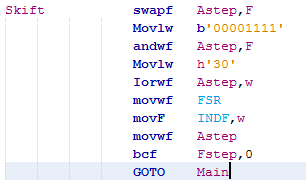 Skift swapf Astep,F
Movlw b'00001111'
andwf Astep,F
Movlw h'30'
Iorwf Astep,w
movwf FSR
movF INDF,w
movwf Astep
bcf Fstep,0
GOTO Main